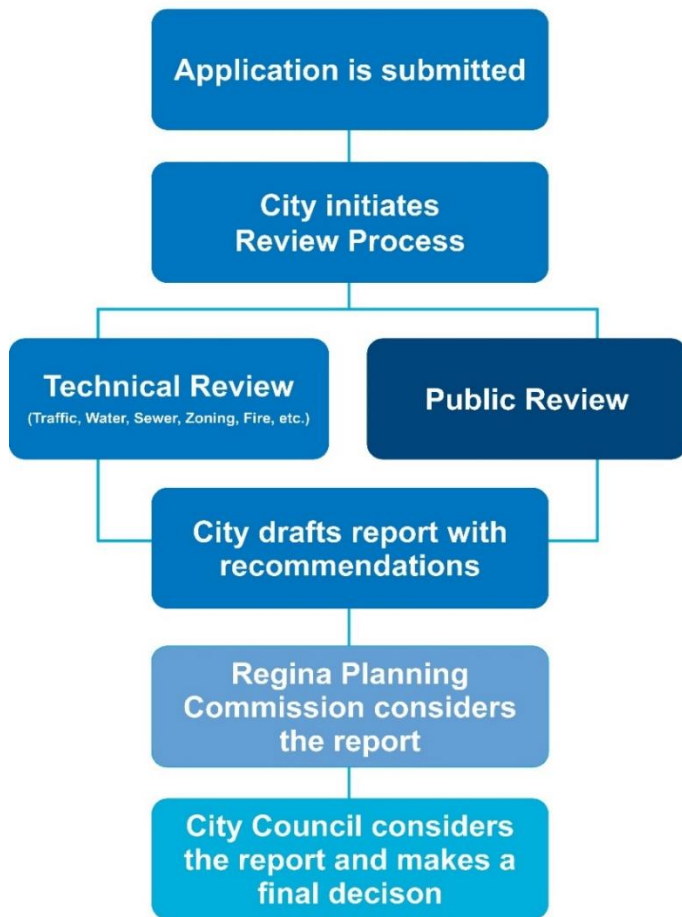 Application is submitted
City initiates
Review Process
Technical Review
(Traffic, Water, Sewer, Zoning, Fire, etc.)
Public Review
City drafts report with
recommendations
Regina Planning
Commission considers
the report
City Council considers
the report and makes a
final decison